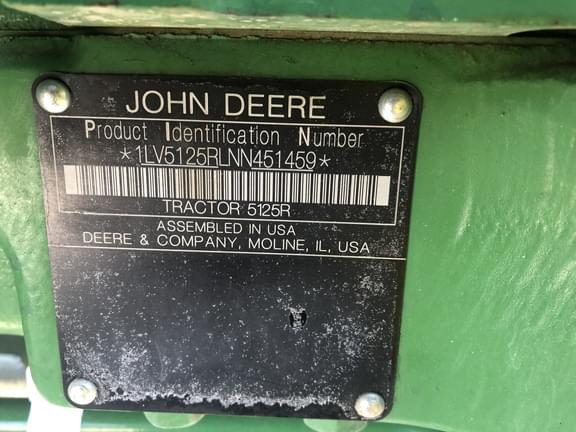 JOHN DEERE
Product Identification Number
*1LV5125RLNN451459*
TRACTOR 5125R
ASSEMBLED IN USA
DEERE & COMPANY, MOLINE, IL, USA
H